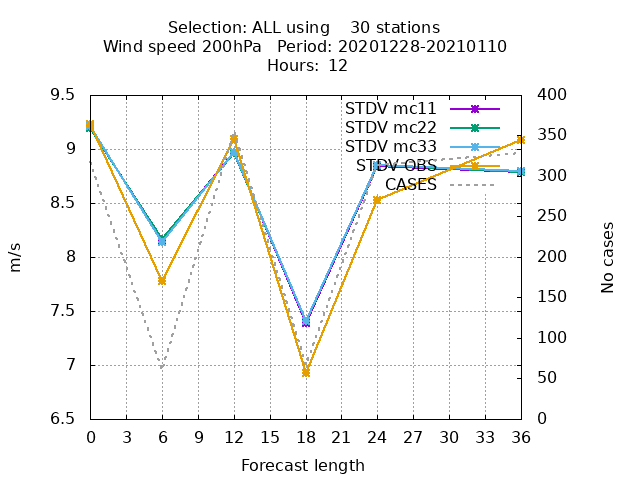 Selection: ALL using    30 stations
Wind speed 200hPa   Period: 20201228-20210110
Hours:  12
9.5
9
8.5
8
7.5
7
6.5
m/s
STDV mc11
STDV mc22
STDV mc33
STDV OBS
CASES
400
350
300
250
200
150
100
50
0
No cases
0 3 6 9 12 15 18 21 24 27 30 33 36
Forecast length